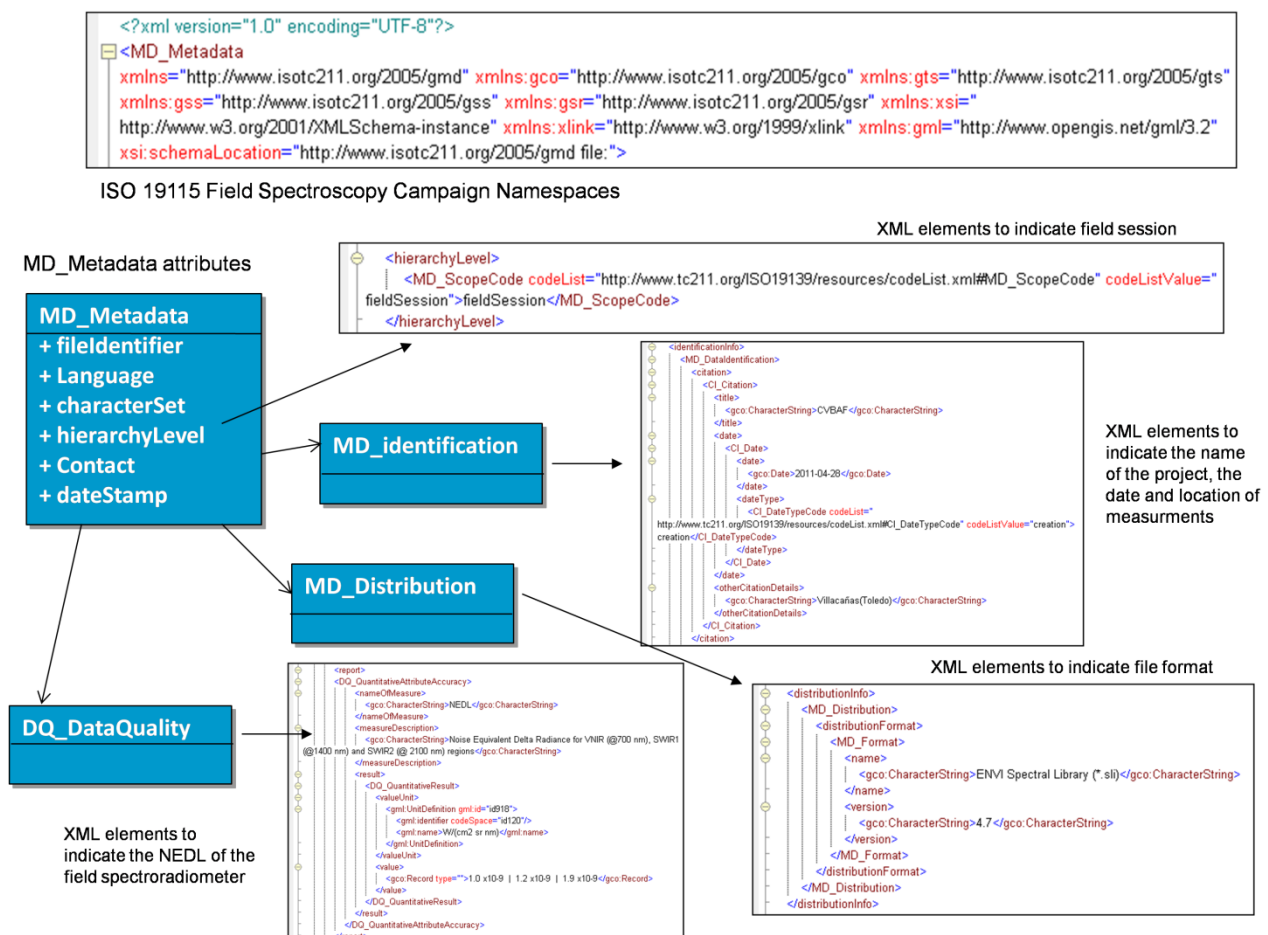 <?xml version="1.0" encoding="UTF-8"?>
<MD_Metadata
xmlns="http://www.isotc211.org/2005/gmd" xmlns:gco="http://www.isotc211.org/2005/gco" xmlns:gts="http://www.isotc211.org/2005/gts"
xmlns:gss="http://www.isotc211.org/2005/gss" xmlns:gsr="http://www.isotc211.org/2005/gsr" xmlns:xsi="
http://www.w3.org/2001/XMLSchema-instance" xmlns:xlink="http://www.w3.org/1999/xlink" xmlns:gml="http://www.opengis.net/gml/3.2"
xsi:schemaLocation="http://www.isotc211.org/2005/gmd file:">
ISO 19115 Field Spectroscopy Campaign Namespaces
XML elements to indicate field session
<hierarchyLevel>
<MD_ScopeCode codeList="http://www.tc211.org/ISO19139/resources/codeList.xml#MD_ScopeCode" codeListValue="
fieldSession">fieldSession</MD_ScopeCode>
</hierarchyLevel>
MD_Metadata attributes
MD_Metadata
+ fileIdentifier
+ Language
+ characterSet
+ hierarchyLevel
+ Contact
+ dateStamp
MD_identification
<identificationInfo>
<MD_DataIdentification>
<citation>
<CI_Citation>
<title>
<gco:CharacterString>CVBAF</gco:CharacterString>
</title>
<date>
<CI_Date>
<date>
<gco:Date>2011-04-28</gco:Date>
</date>
<dateType>
<CI_DateTypeCode codeList="
http://www.tc211.org/ISO19139/resources/codeList.xml#CI_DateTypeCode" codeListValue="creation">
creation</CI_DateTypeCode>
</dateType>
</CI_Date>
</date>
<otherCitationDetails>
<gco:CharacterString>Villacañas(Toledo)</gco:CharacterString>
</otherCitationDetails>
</CI_Citation>
</citation>
XML elements to
indicate the name
of the project, the
date and location of
measurments
MD_Distribution
XML elements to indicate file format
<distributionInfo>
<MD_Distribution>
<distributionFormat>
<MD_Format>
<name>
<gco:CharacterString>ENVI Spectral Library (*.sli)</gco:CharacterString>
</name>
<version>
<gco:CharacterString>4.7</gco:CharacterString>
</version>
</MD_Format>
</distributionFormat>
</MD_Distribution>
</distributionInfo>
DQ_DataQuality
<report>
<DQ_QuantitativeAttributeAccuracy>
<nameOfMeasure>
<gco:CharacterString>NEDL</gco:CharacterString>
</nameOfMeasure>
<measureDescription>
<gco:CharacterString>Noise Equivalent Delta Radiance for VNIR (@700 nm), SWIR1
(@1400 nm) and SWIR2 (@ 2100 nm) regions</gco:CharacterString>
</measureDescription>
<result>
<DQ_QuantitativeResult>
<valueUnit>
<gml:UnitDefinition gml:id="id918">
<gml:identifier codeSpace="id120"/>
<gml:name>W/(cm2 sr nm)</gml:name>
</gml:UnitDefinition>
</valueUnit>
<value>
<gco:Record type="">1.0 x10-9 | 1.2 x10-9 | 1.9 x10-9</gco:Record>
</value>
</DQ_QuantitativeResult>
</result>
</DQ_QuantitativeAttributeAccuracy>
XML elements to
indicate the NEDL of the
field spectroradiometer